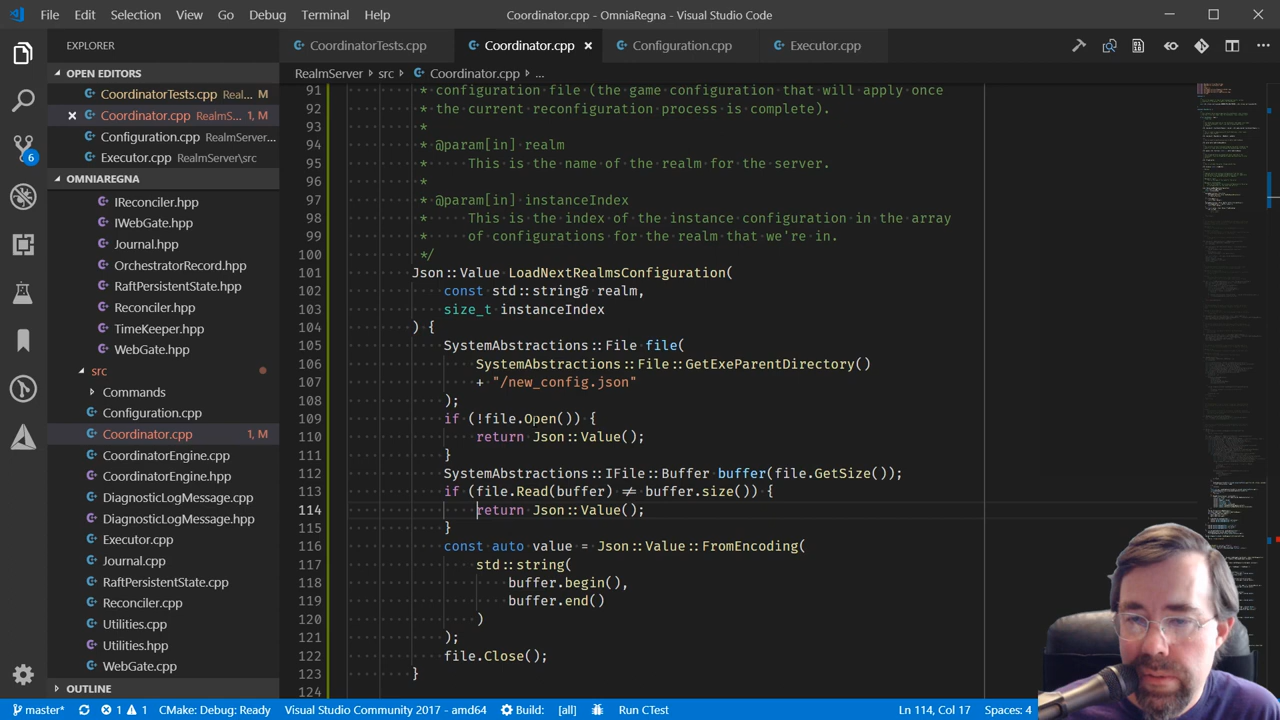 File Edit Selection View Go Debug Terminal Help Coordinator.cpp - OmniaRegna - Visual Studio Code
EXPLORER CoordinatorTests.cpp Coordinator.cpp × Configuration.cpp Executor.cpp ...
OPEN EDITORS RealmServer > src > Coordinator.cpp > ...
CoordinatorTests.cpp Real... M
× Coordinator.cpp RealmS... 1, M
Configuration.cpp RealmServer...
Executor.cpp RealmServer\src
OMNIAREGNA
IReconciler.hpp
IWebGate.hpp
Journal.hpp
OrchestratorRecord.hpp
RaftPersistentState.hpp
Reconciler.hpp
TimeKeeper.hpp
WebGate.hpp
src
Commands
Configuration.cpp
Coordinator.cpp 1, M
CoordinatorEngine.cpp
CoordinatorEngine.hpp
DiagnosticLogMessage.cpp
DiagnosticLogMessage.hpp
Executor.cpp
Journal.cpp
RaftPersistentState.cpp
Reconciler.cpp
Utilities.cpp
Utilities.hpp
WebGate.cpp
OUTLINE
6
91 * configuration file (the game configuration that will apply once
92 * the current reconfiguration process is complete).
93 *
94 * @param[in] realm
95 * This is the name of the realm for the server.
96 *
97 * @param[in] instanceIndex
98 * This is the index of the instance configuration in the array
99 * of configurations for the realm that we're in.
100 */
101 Json::Value LoadNextRealmsConfiguration(
102 const std::string& realm,
103 size_t instanceIndex
104 ) {
105 SystemAbstractions::File file(
106 SystemAbstractions::File::GetExeParentDirectory()
107 + "/new_config.json"
108 );
109 if (!file.Open()) {
110 return Json::Value();
111 }
112 SystemAbstractions::IFile::Buffer buffer(file.GetSize());
113 if (file.Read(buffer) ≠ buffer.size()) {
114 return Json::Value();
115 }
116 const auto value = Json::Value::FromEncoding(
117 std::string(
118 buffer.begin(),
119 buffer.end()
120 )
121 );
122 file.Close();
123 }
124
master* 1 1 CMake: Debug: Ready Visual Studio Community 2017 - amd64 Build: [all] Run CTest Ln 114, Col 17 Spaces: 4